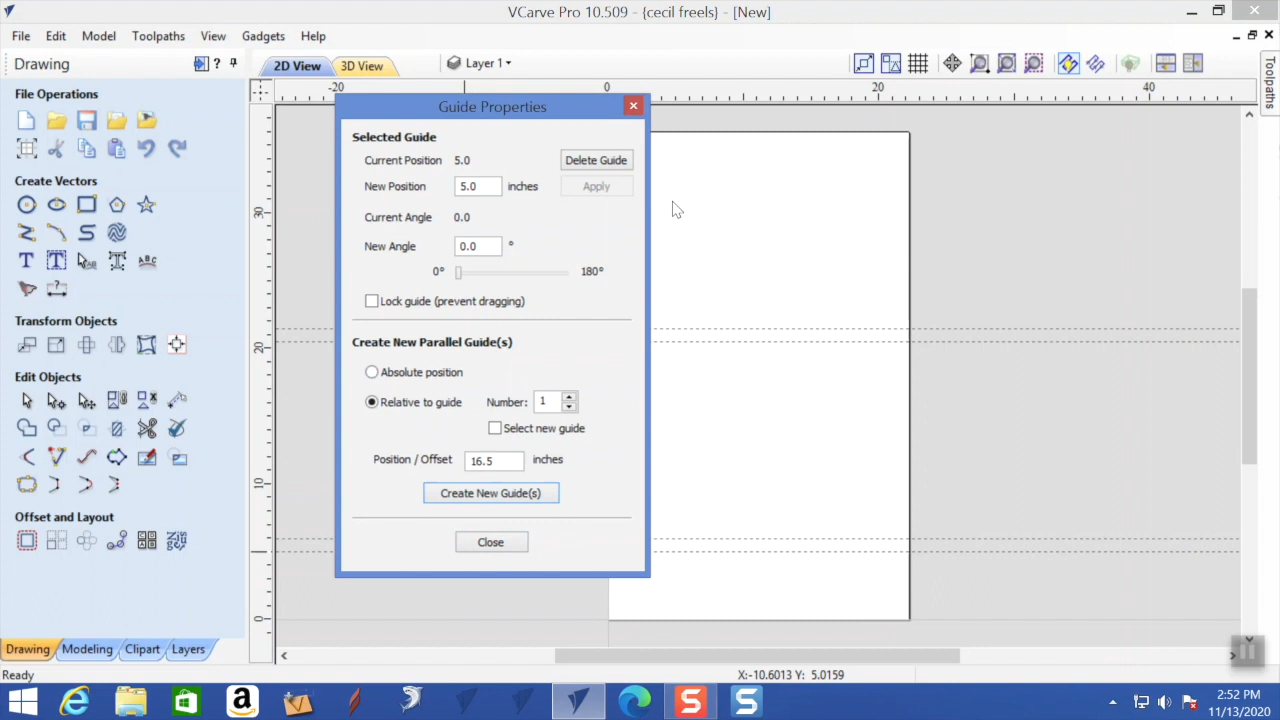 VCarve Pro 10.509 - {cecil freels} - [New]
File Edit Model Toolpaths View Gadgets Help
Drawing
2D View 3D View Layer 1
Toolpaths
File Operations
-20 0 20 40
Guide Properties
Selected Guide
Current Position 5.0 Delete Guide
New Position 5.0 inches Apply
Current Angle 0.0
New Angle 0.0 °
0° 180°
Lock guide (prevent dragging)
Create New Parallel Guide(s)
Absolute position
Relative to guide Number: 1
Select new guide
Position / Offset 16.5 inches
Create New Guide(s)
Close
Create Vectors
Transform Objects
Edit Objects
Offset and Layout
30
20
10
0
Drawing Modeling Clipart Layers
Ready X:-10.6013 Y: 5.0159
2:52 PM
11/13/2020